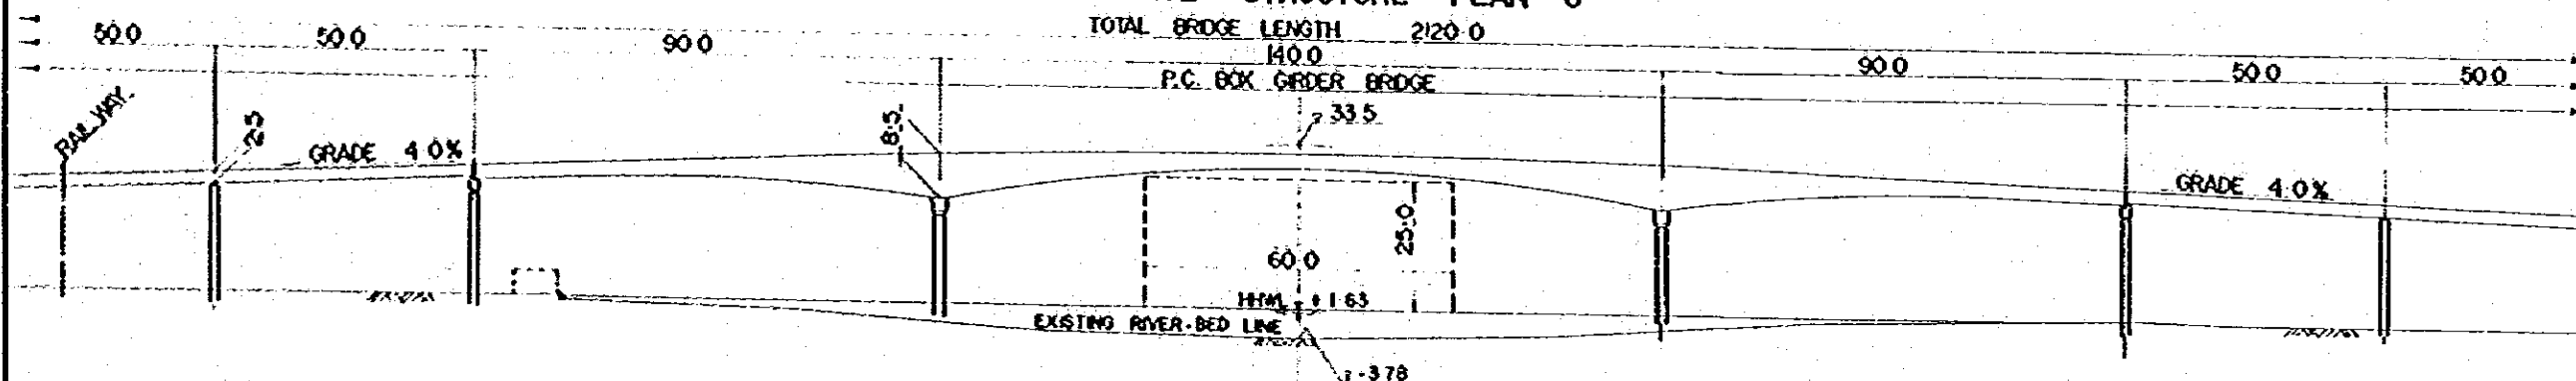 STRUCTURE PLAN
TOTAL BRIDGE LENGTH 2120.0
50.0 50.0 90.0 140.0 90.0 50.0 50.0
P.C. BOX GIRDER BRIDGE
33.5
RAILWAY
2.5
GRADE 4.0%
8.5
GRADE 4.0%
25.0
60.0
H.H.W.L. + 1.63
EXISTING RIVER-BED LINE
-3.78